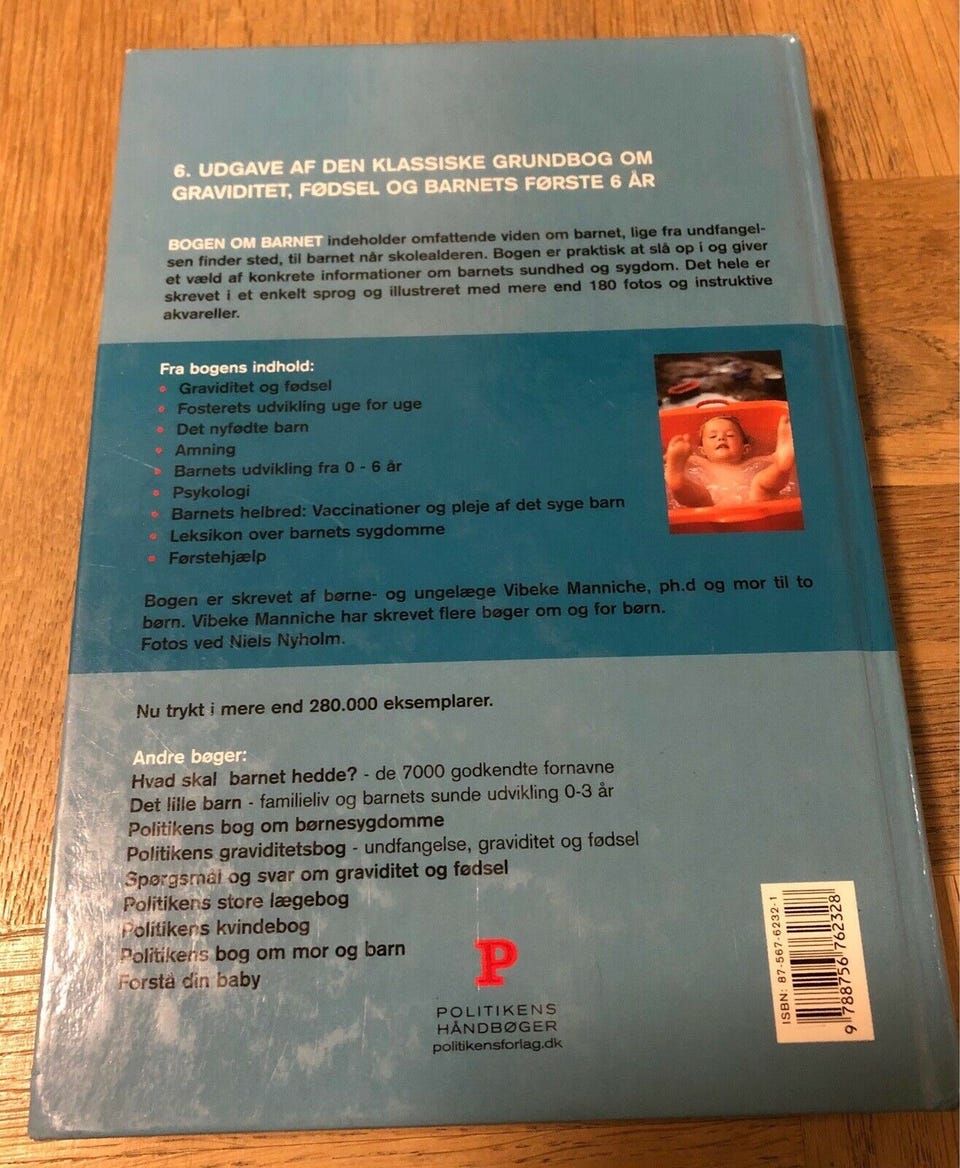 6. UDGAVE AF DEN KLASSISKE GRUNDBOG OM
GRAVIDITET, FØDSEL OG BARNETS FØRSTE 6 ÅR
BOGEN OM BARNET indeholder omfattende viden om barnet, lige fra undfangel-
sen finder sted, til barnet når skolealderen. Bogen er praktisk at slå op i og giver
et væld af konkrete informationer om barnets sundhed og sygdom. Det hele er
skrevet i et enkelt sprog og illustreret med mere end 180 fotos og instruktive
akvareller.
Fra bogens indhold:
• Graviditet og fødsel
• Fosterets udvikling uge for uge
• Det nyfødte barn
• Amning
• Barnets udvikling fra 0 - 6 år
• Psykologi
• Barnets helbred: Vaccinationer og pleje af det syge barn
• Leksikon over barnets sygdomme
• Førstehjælp
Bogen er skrevet af børne- og ungelæge Vibeke Manniche, ph.d og mor til to
børn. Vibeke Manniche har skrevet flere bøger om og for børn.
Fotos ved Niels Nyholm.
Nu trykt i mere end 280.000 eksemplarer.
Andre bøger:
Hvad skal barnet hedde? - de 7000 godkendte fornavne
Det lille barn - familieliv og barnets sunde udvikling 0-3 år
Politikens bog om børnesygdomme
Politikens graviditetsbog - undfangelse, graviditet og fødsel
Spørgsmål og svar om graviditet og fødsel
Politikens store lægebog
Politikens kvindebog
Politikens bog om mor og barn
Forstå din baby
P
POLITIKENS
HÅNDBØGER
politikensforlag.dk
ISBN: 87-567-6232-1
9 788756 762328